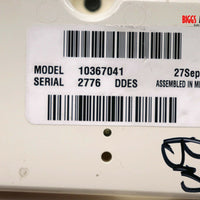 BIGGS
MODEL 10367041 27Sep
SERIAL 2776 DDES ASSEMBLED IN M